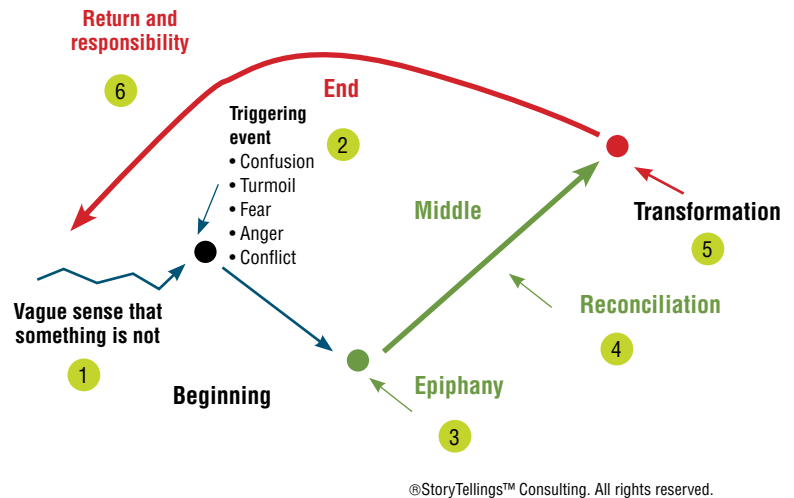 Return and
responsibility
6
End
Triggering
event
• Confusion
• Turmoil
• Fear
• Anger
• Conflict
2
Middle
Transformation
5
Vague sense that
something is not
1
Reconciliation
4
Beginning
Epiphany
3
®StoryTellings™ Consulting. All rights reserved.